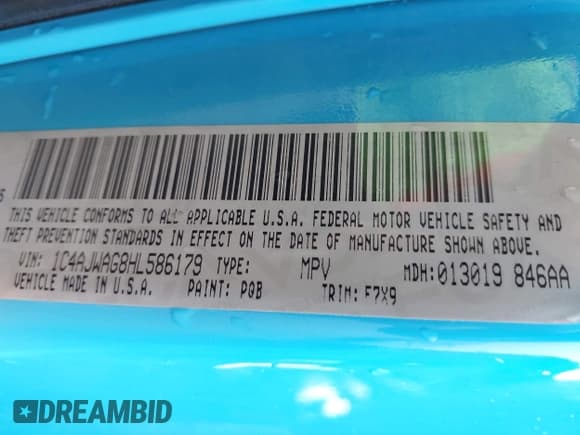 THIS VEHICLE CONFORMS TO ALL APPLICABLE U.S.A. FEDERAL MOTOR VEHICLE SAFETY AND
THEFT PREVENTION STANDARDS IN EFFECT ON THE DATE OF MANUFACTURE SHOWN ABOVE.
VIN: 1C4AJWAG8HL586179 TYPE: MPV MDH:013019 846AA
VEHICLE MADE IN U.S.A. PAINT: PQB TRIM: F7X9
DREAMBID